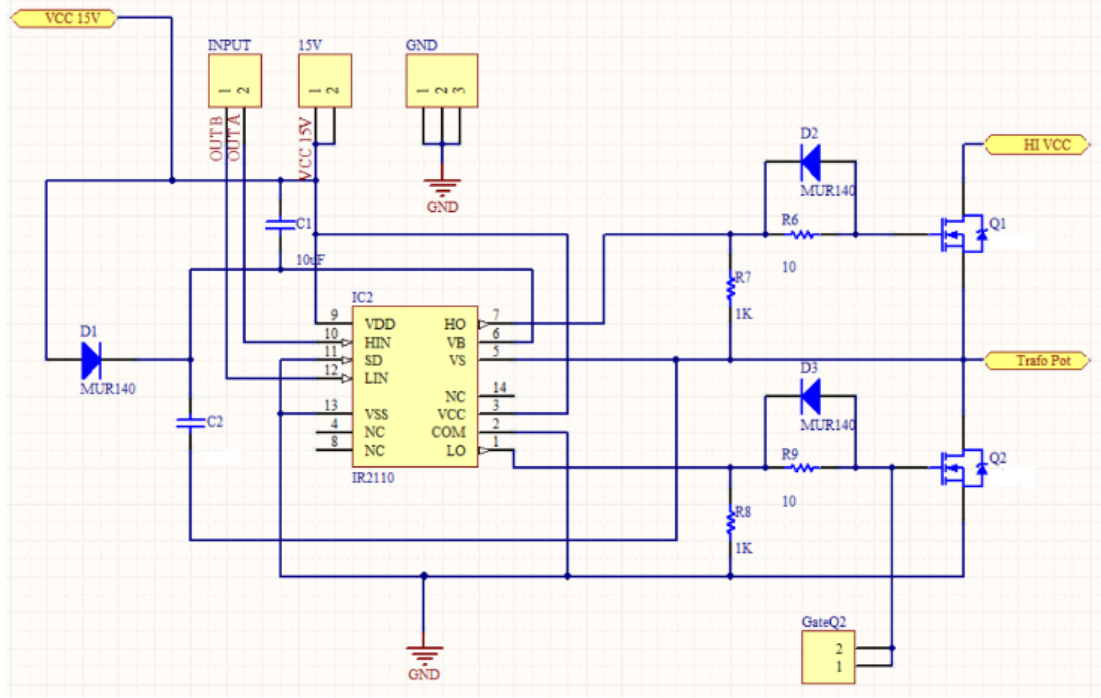 VCC 15V
INPUT
15V
GND
1 2
1 2
1 2 3
OUT B
OUT A
VCC 15V
GND
D2
MUR140
HI VCC
C1
10uF
R6
10
Q1
R7
1K
IC2
9 VDD HO 7
10 HIN VB 6
11 SD VS 5
12 LIN
NC 14
13 VSS VCC 3
4 NC COM 2
8 NC LO 1
IR2110
D1
MUR140
C2
Trafo Pot
D3
MUR140
R9
10
Q2
R8
1K
GND
GateQ2
2
1